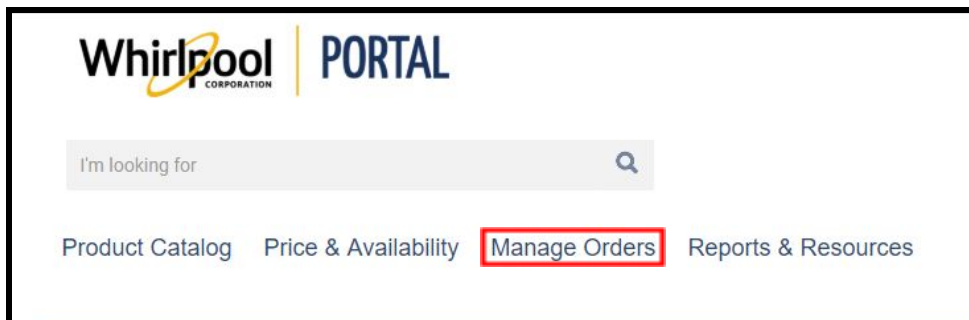 Whirlpool PORTAL
CORPORATION
I'm looking for
Product Catalog Price & Availability Manage Orders Reports & Resources